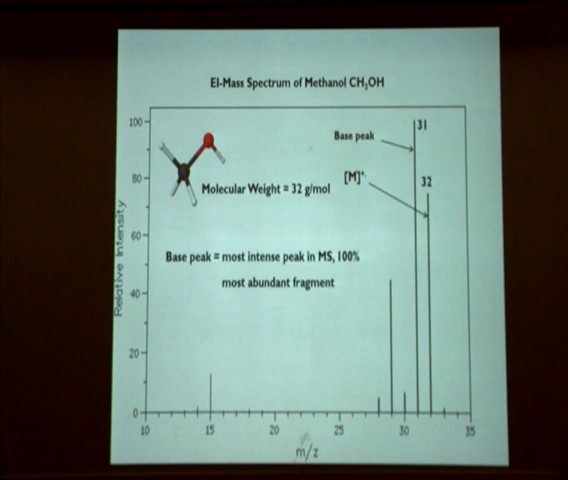 EI-Mass Spectrum of Methanol CH₃OH
100
31
Base peak
80
[M]⁺·
32
Molecular Weight = 32 g/mol
Relative Intensity
60
Base peak = most intense peak in MS, 100%
most abundant fragment
40
20
0
10
15
20
25
30
35
m/z